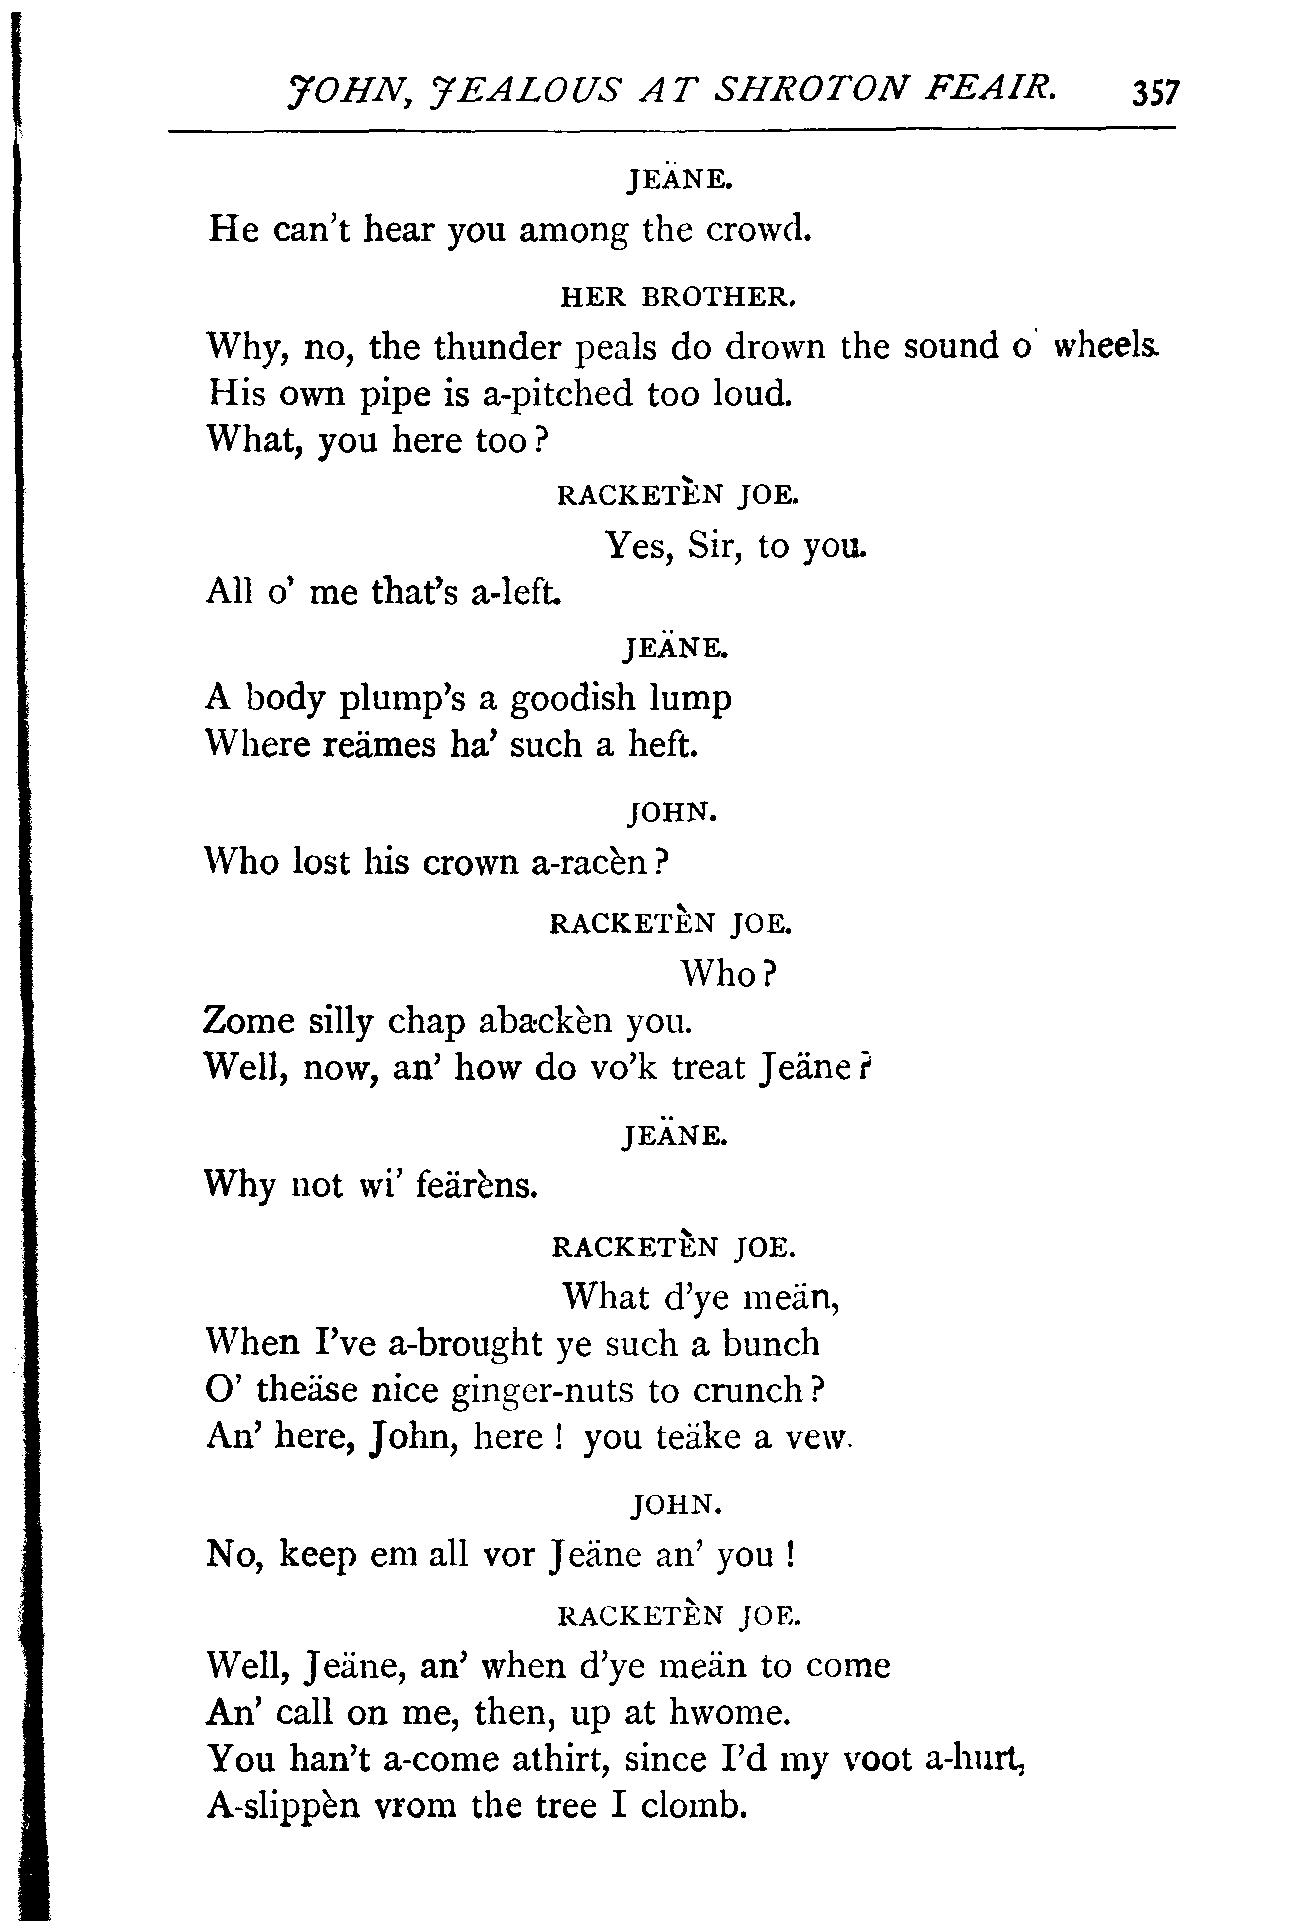 JOHN, JEALOUS AT SHROTON FEAIR. 357
JEÄNE.
He can't hear you among the crowd.
HER BROTHER.
Why, no, the thunder peals do drown the sound o' wheels.
His own pipe is a-pitched too loud.
What, you here too?
RACKETÈN JOE.
Yes, Sir, to you.
All o' me that's a-left.
JEÄNE.
A body plump's a goodish lump
Where reämes ha' such a heft.
JOHN.
Who lost his crown a-racèn?
RACKETÈN JOE.
Who?
Zome silly chap abackèn you.
Well, now, an' how do vo'k treat Jeäne?
JEÄNE.
Why not wi' feärèns.
RACKETÈN JOE.
What d'ye meän,
When I've a-brought ye such a bunch
O' theäse nice ginger-nuts to crunch?
An' here, John, here! you teäke a vew.
JOHN.
No, keep em all vor Jeäne an' you!
RACKETÈN JOE.
Well, Jeäne, an' when d'ye meän to come
An' call on me, then, up at hwome.
You han't a-come athirt, since I'd my voot a-hurt,
A-slippèn vrom the tree I clomb.